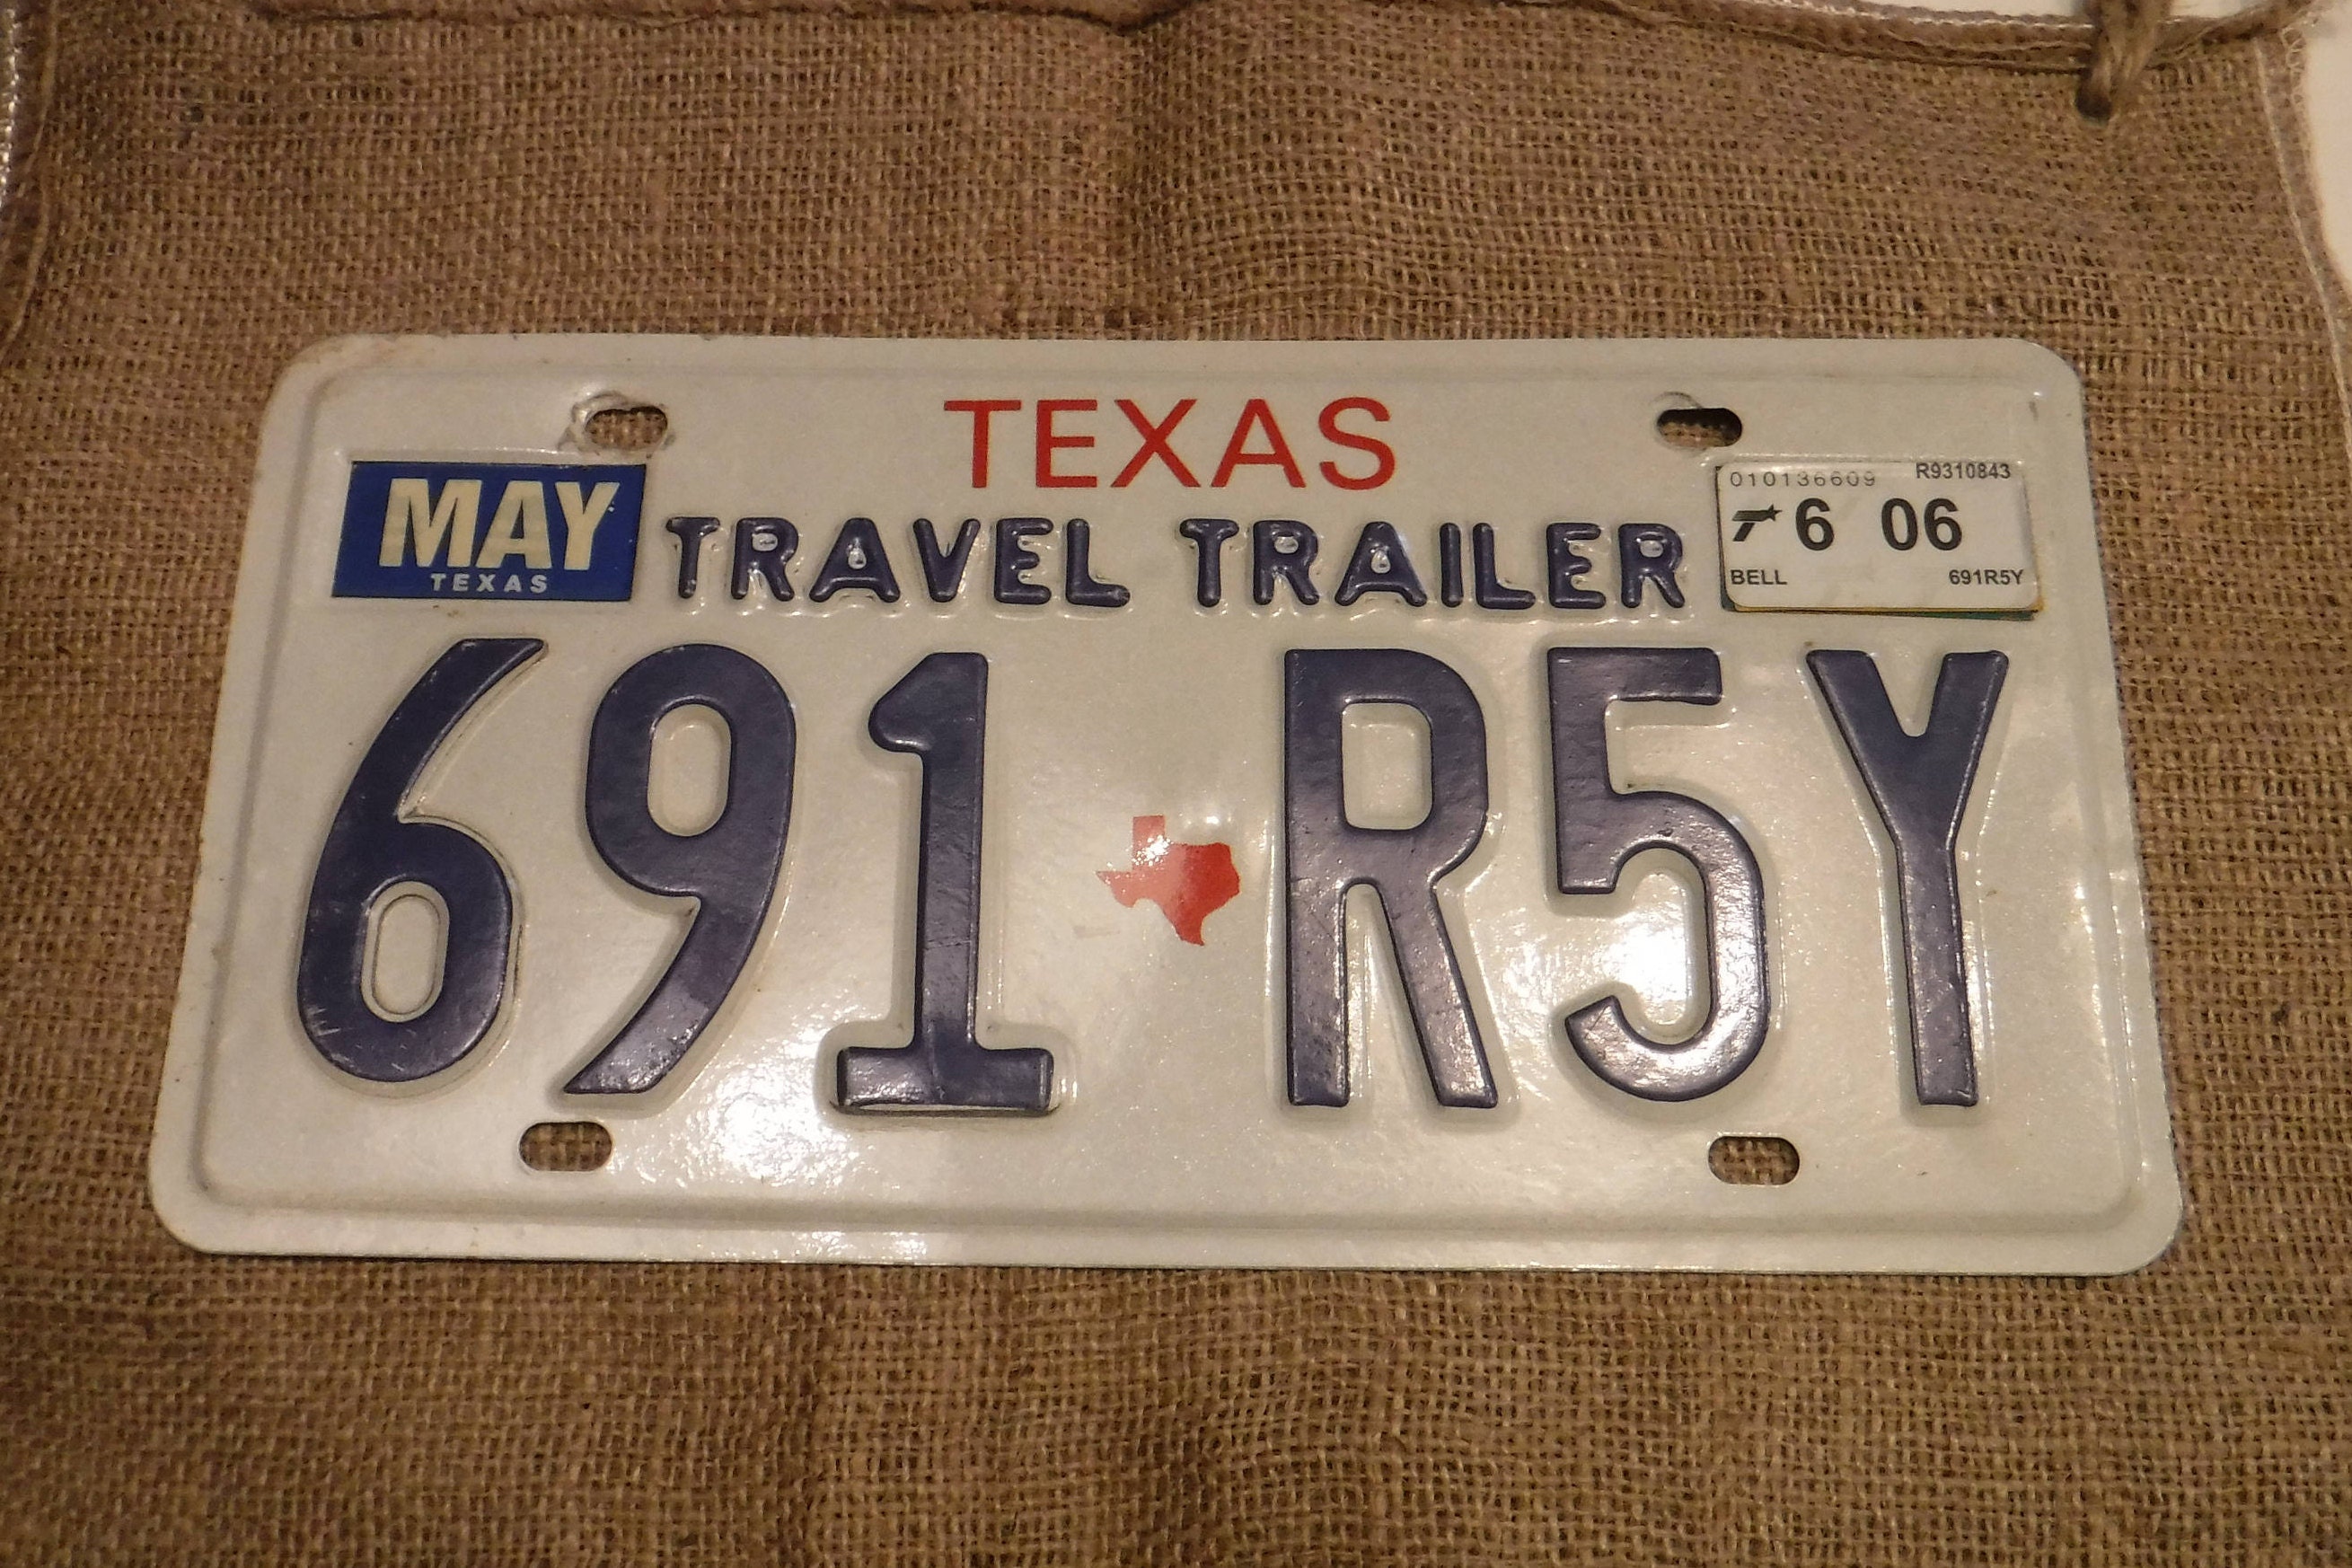 TEXAS
MAY
TEXAS
TRAVEL TRAILER
010136609 R9310843
6 06
BELL 691R5Y
691 R5Y